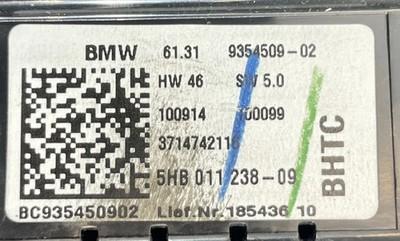 BMW 61.31 9354509-02
HW 46 SW 5.0
100914 100099
3714742116
5HB 011 238-09
BHTC
BC935450902 Lief.Nr.185436 10